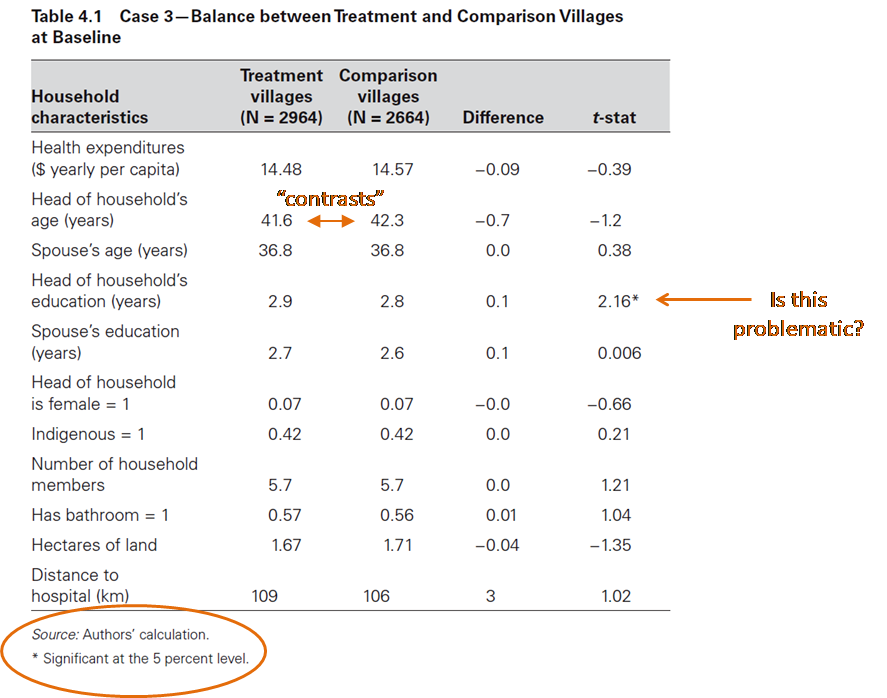 Table 4.1 Case 3—Balance between Treatment and Comparison Villages
at Baseline
Treatment Comparison
Household villages villages
characteristics (N = 2964) (N = 2664) Difference t-stat
Health expenditures
($ yearly per capita) 14.48 14.57 −0.09 −0.39
Head of household's
“contrasts”
age (years) 41.6 42.3 −0.7 −1.2
Spouse's age (years) 36.8 36.8 0.0 0.38
Head of household's
education (years) 2.9 2.8 0.1 2.16* Is this
problematic?
Spouse's education
(years) 2.7 2.6 0.1 0.006
Head of household
is female = 1 0.07 0.07 −0.0 −0.66
Indigenous = 1 0.42 0.42 0.0 0.21
Number of household
members 5.7 5.7 0.0 1.21
Has bathroom = 1 0.57 0.56 0.01 1.04
Hectares of land 1.67 1.71 −0.04 −1.35
Distance to
hospital (km) 109 106 3 1.02
Source: Authors' calculation.
* Significant at the 5 percent level.